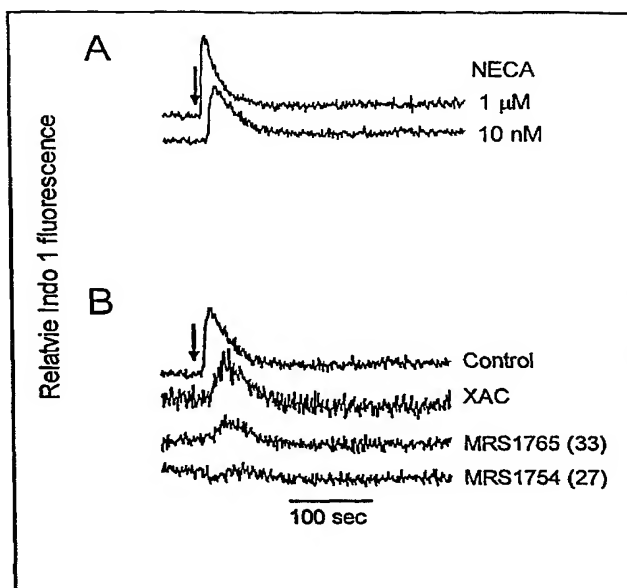 A
NECA
1 μM
10 nM
Relatvie Indo 1 fluorescence
B
Control
XAC
MRS1765 (33)
MRS1754 (27)
100 sec